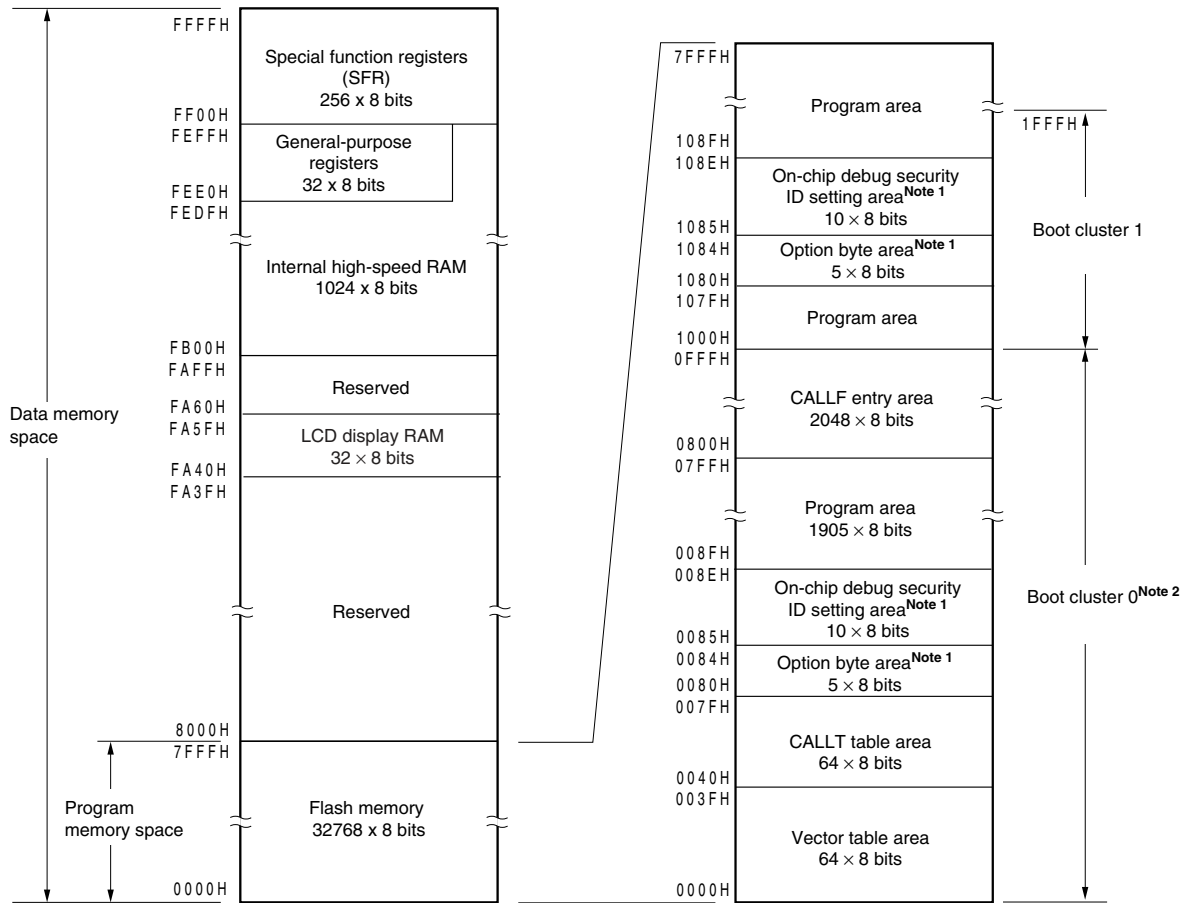 FFFFH
Special function registers
(SFR)
256 x 8 bits
FF00H
FEFFH
General-purpose
registers
32 x 8 bits
FEE0H
FEDFH
Internal high-speed RAM
1024 x 8 bits
FB00H
FAFFH
Reserved
FA60H
FA5FH
LCD display RAM
32 × 8 bits
FA40H
FA3FH
Data memory
space
Reserved
8000H
7FFFH
Program
memory space
Flash memory
32768 x 8 bits
0000H
7FFFH
Program area
1FFFH
108FH
108EH
On-chip debug security
ID setting area Note 1
10 × 8 bits
1085H
1084H
Option byte area Note 1
5 × 8 bits
1080H
107FH
Program area
1000H
0FFFH
Boot cluster 1
CALLF entry area
2048 × 8 bits
0800H
07FFH
Program area
1905 × 8 bits
008FH
008EH
On-chip debug security
ID setting area Note 1
10 × 8 bits
0085H
0084H
Option byte area Note 1
5 × 8 bits
0080H
007FH
CALLT table area
64 × 8 bits
0040H
003FH
Vector table area
64 × 8 bits
0000H
Boot cluster 0 Note 2